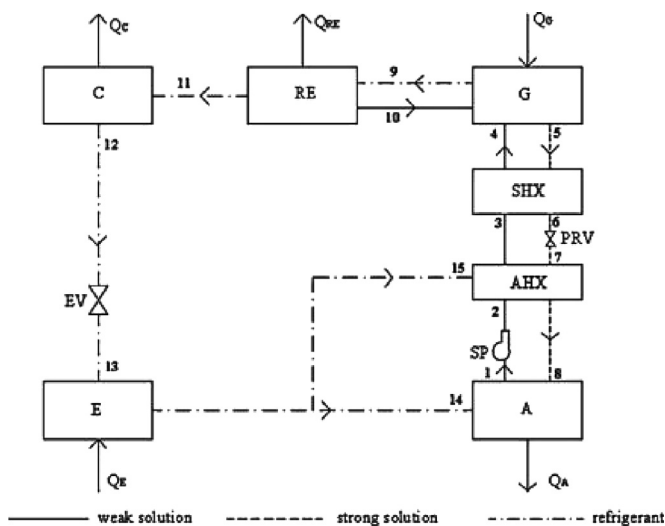 QC
QRE
QG
C
11
RE
9
10
G
12
4
5
SHX
3
6
PRV
7
15
AHX
EV
2
SP
13
1
8
E
14
A
QE
QA
weak solution
strong solution
refrigerant